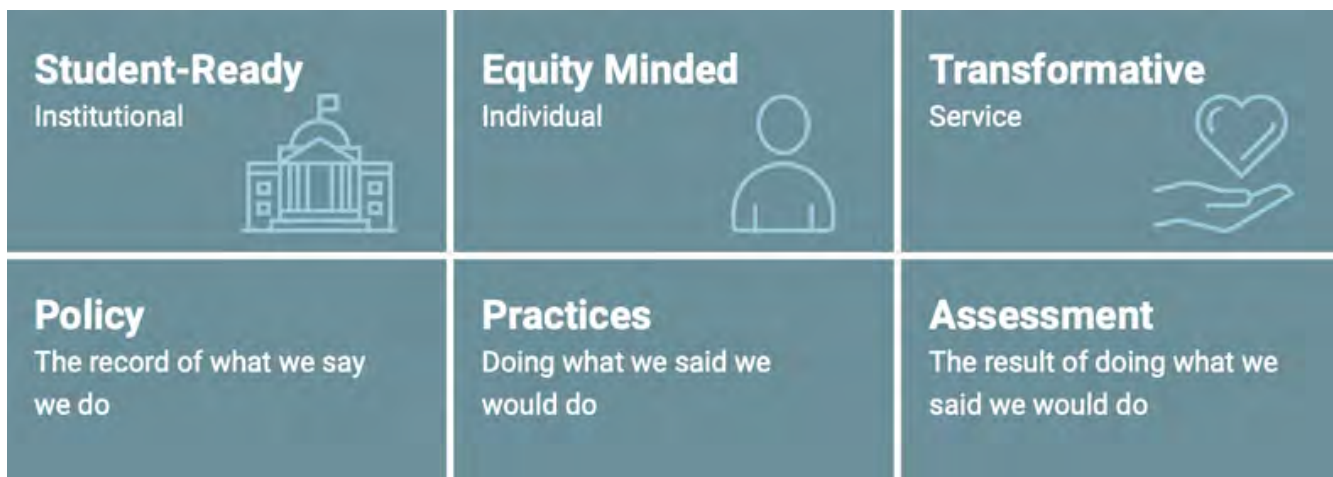 Student-Ready
Institutional
Equity Minded
Individual
Transformative
Service
Policy
The record of what we say
we do
Practices
Doing what we said we
would do
Assessment
The result of doing what we
said we would do